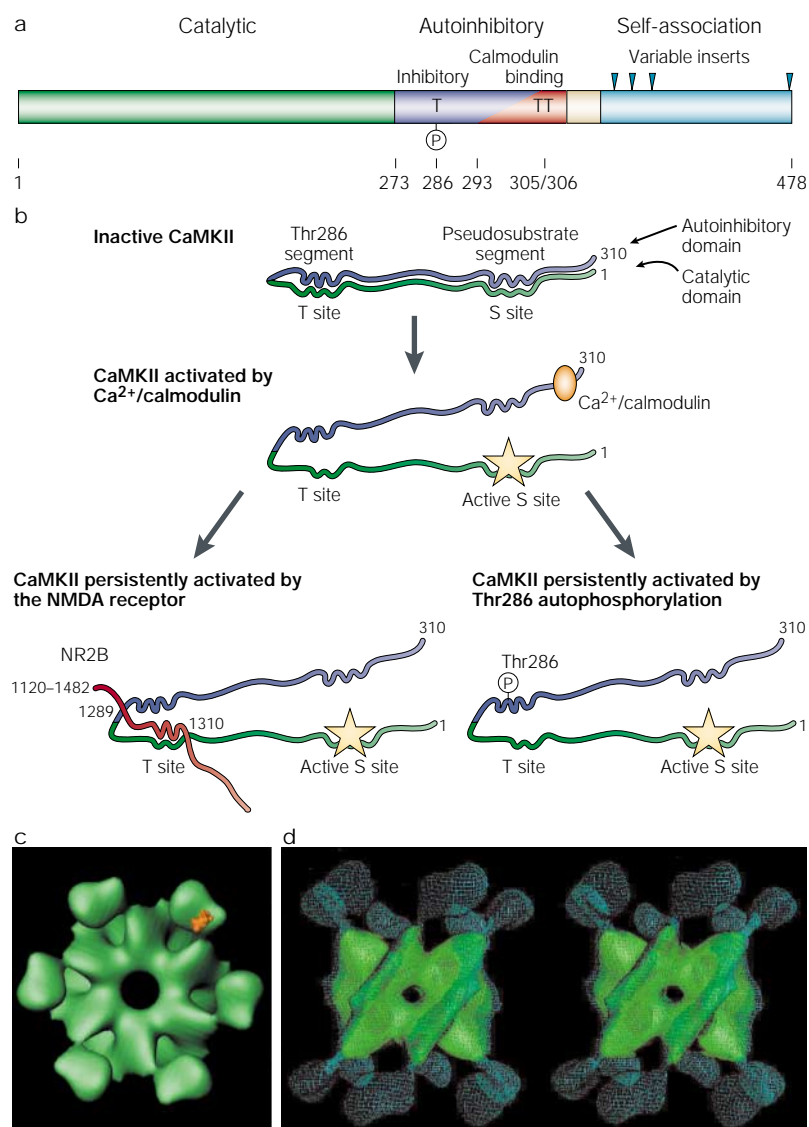 a
Catalytic
Autoinhibitory
Self-association
Inhibitory
Calmodulin
binding
Variable inserts
T
TT
P
1
273
286
293
305/306
478
b
Inactive CaMKII
Thr286
segment
Pseudosubstrate
segment
310
1
Autoinhibitory
domain
Catalytic
domain
T site
S site
CaMKII activated by
Ca2+/calmodulin
310
Ca2+/calmodulin
1
T site
Active S site
CaMKII persistently activated by
the NMDA receptor
NR2B
1120–1482
1289
1310
310
1
T site
Active S site
CaMKII persistently activated by
Thr286 autophosphorylation
Thr286
P
310
1
T site
Active S site
c
d